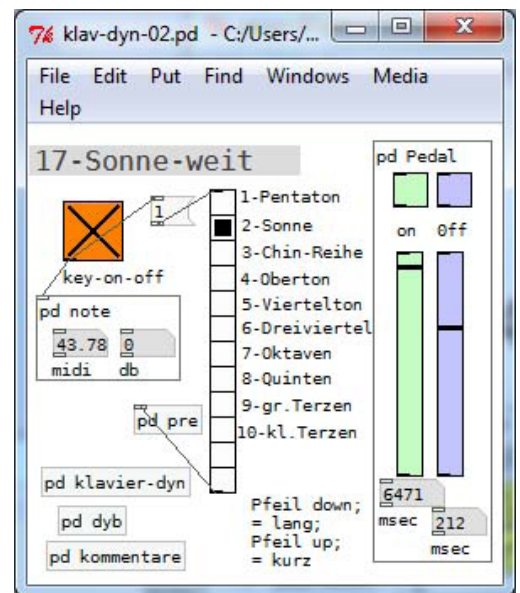 klav-dyn-02.pd - C:/Users/...
File Edit Put Find Windows Media
Help
17-Sonne-weit
pd Pedal
1
1-Pentaton
2-Sonne
3-Chin-Reihe
4-Oberton
5-Viertelton
6-Dreiviertel
7-Oktaven
8-Quinten
9-gr.Terzen
10-kl.Terzen
on 0ff
key-on-off
pd note
43.78 0
midi db
pd pre
pd klavier-dyn
pd dyb
pd kommentare
Pfeil down;
= lang;
Pfeil up;
= kurz
6471
msec 212
msec